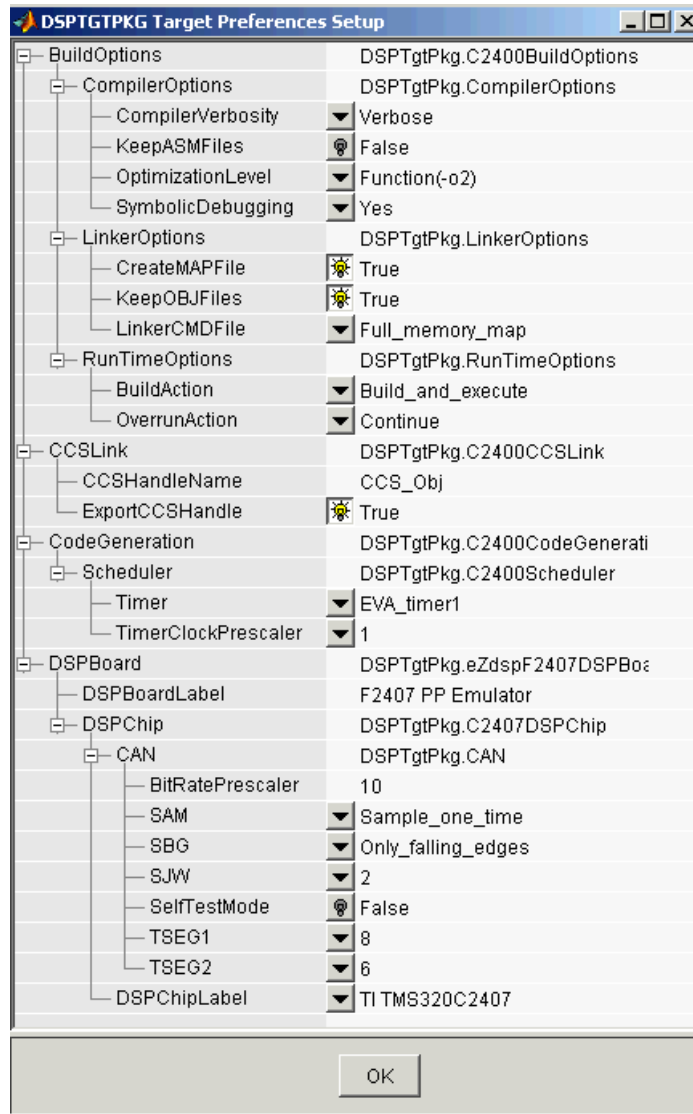 DSPTGTPKG Target Preferences Setup
BuildOptions DSPTgtPkg.C2400BuildOptions
CompilerOptions DSPTgtPkg.CompilerOptions
CompilerVerbosity Verbose
KeepASMFiles False
OptimizationLevel Function(-o2)
SymbolicDebugging Yes
LinkerOptions DSPTgtPkg.LinkerOptions
CreateMAPFile True
KeepOBJFiles True
LinkerCMDFile Full_memory_map
RunTimeOptions DSPTgtPkg.RunTimeOptions
BuildAction Build_and_execute
OverrunAction Continue
CCSLink DSPTgtPkg.C2400CCSLink
CCSHandleName CCS_Obj
ExportCCSHandle True
CodeGeneration DSPTgtPkg.C2400CodeGenerati
Scheduler DSPTgtPkg.C2400Scheduler
Timer EVA_timer1
TimerClockPrescaler 1
DSPBoard DSPTgtPkg.eZdspF2407DSPBoa
DSPBoardLabel F2407 PP Emulator
DSPChip DSPTgtPkg.C2407DSPChip
CAN DSPTgtPkg.CAN
BitRatePrescaler 10
SAM Sample_one_time
SBG Only_falling_edges
SJW 2
SelfTestMode False
TSEG1 8
TSEG2 6
DSPChipLabel TI TMS320C2407
OK